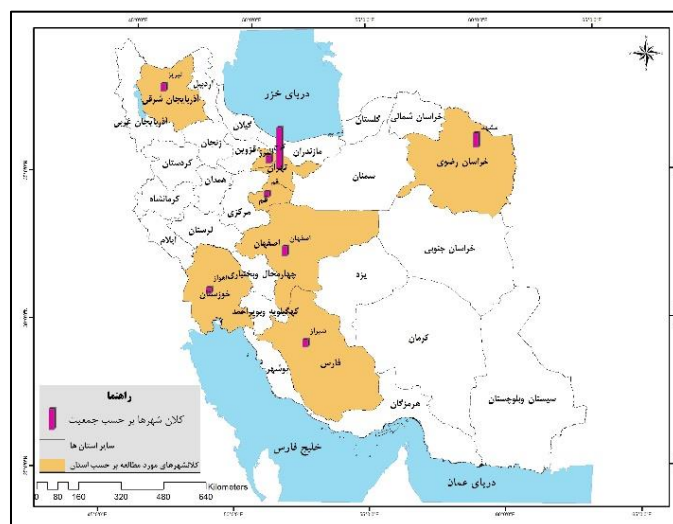 تبریز
اردبیل
آذربایجان شرقی
آذربایجان غربی
دریای خزر
گیلان
زنجان
کردستان
قزوین
البرز
تهران
مازندران
گلستان
خراسان شمالی
مشهد
خراسان رضوی
سمنان
همدان
کرمانشاه
قم
قم
مرکزی
لرستان
ایلام
اصفهان
اصفهان
خراسان جنوبی
چهارمحال وبختیاری
یزد
اهواز
خوزستان
کهگیلویه وبویراحمد
شیراز
فارس
کرمان
بوشهر
هرمزگان
سیستان وبلوچستان
خلیج فارس
دریای عمان
راهنما
کلان شهرها بر حسب جمعیت
سایر استان ها
کلانشهرهای مورد مطالعه بر حسب استان
Kilometers
0 80 160 320 480 640